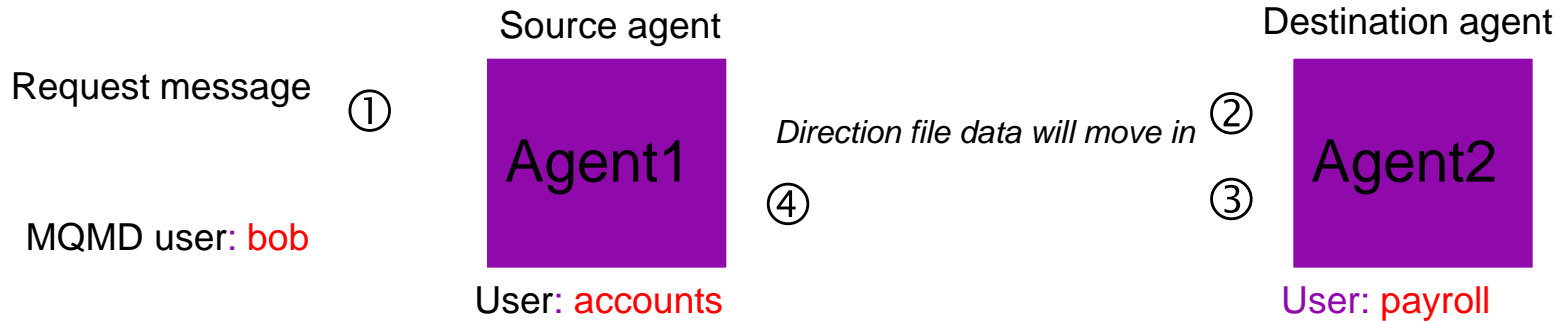 Source agent
Destination agent
Request message
①
Agent1
Direction file data will move in
②
Agent2
④
③
MQMD user: bob
User: accounts
User: payroll